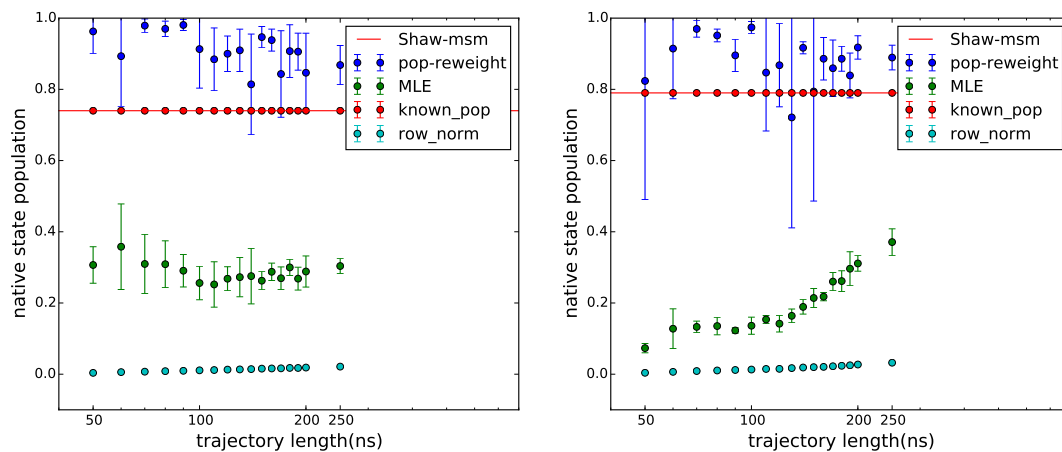 native state population
1.0
0.8
0.6
0.4
0.2
0.0
50
100
200
250
trajectory length(ns)
Shaw-msm
pop-reweight
MLE
known_pop
row_norm
native state population
1.0
0.8
0.6
0.4
0.2
0.0
50
100
200
250
trajectory length(ns)
Shaw-msm
pop-reweight
MLE
known_pop
row_norm